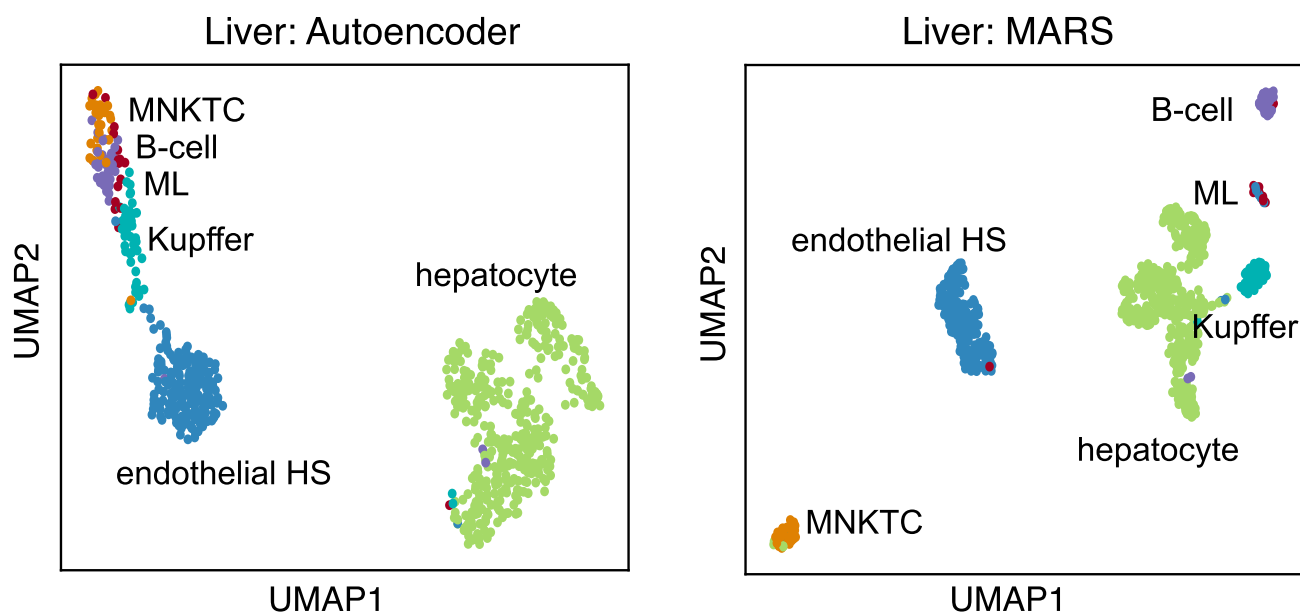 Liver: Autoencoder
MNKTC
B-cell
ML
Kupffer
hepatocyte
endothelial HS
UMAP2
UMAP1
Liver: MARS
B-cell
ML
endothelial HS
Kupffer
hepatocyte
MNKTC
UMAP2
UMAP1